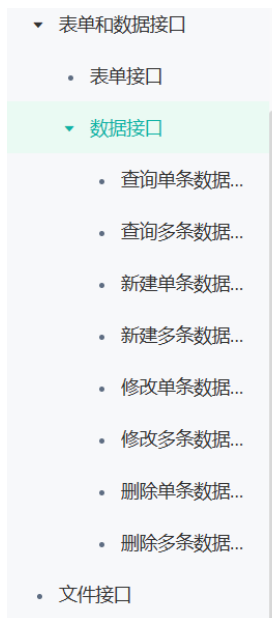 表单和数据接口
表单接口
数据接口
查询单条数据...
查询多条数据...
新建单条数据...
新建多条数据...
修改单条数据...
修改多条数据...
删除单条数据...
删除多条数据...
文件接口